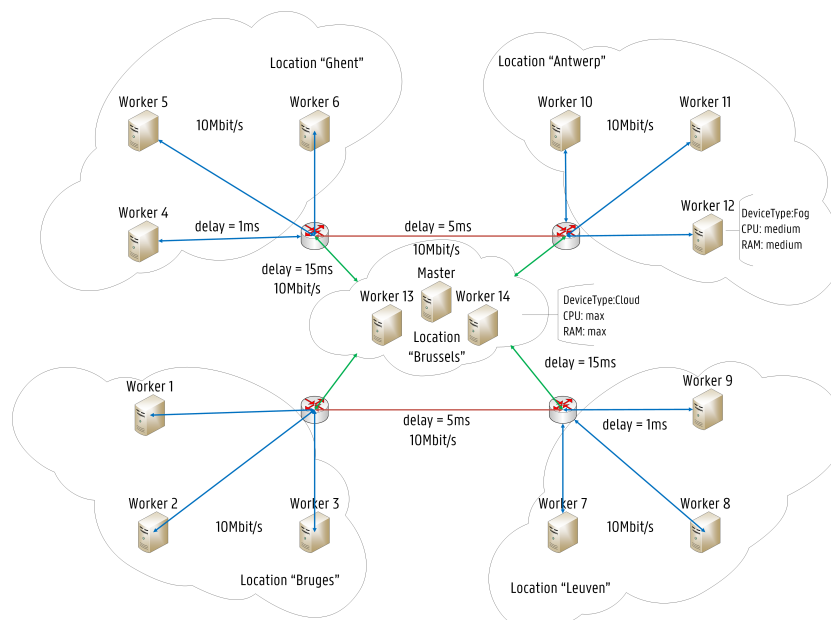 Location “Ghent”
Worker 5
10Mbit/s
Worker 6
Worker 4
delay = 1ms
Location “Antwerp”
Worker 10
10Mbit/s
Worker 11
Worker 12
DeviceType:Fog
CPU: medium
RAM: medium
delay = 5ms
10Mbit/s
delay = 15ms
10Mbit/s
Master
Worker 13
Worker 14
Location
“Brussels”
DeviceType:Cloud
CPU: max
RAM: max
delay = 15ms
Worker 1
delay = 5ms
10Mbit/s
Worker 2
10Mbit/s
Worker 3
Location “Bruges”
Worker 9
delay = 1ms
Worker 7
10Mbit/s
Worker 8
Location “Leuven”